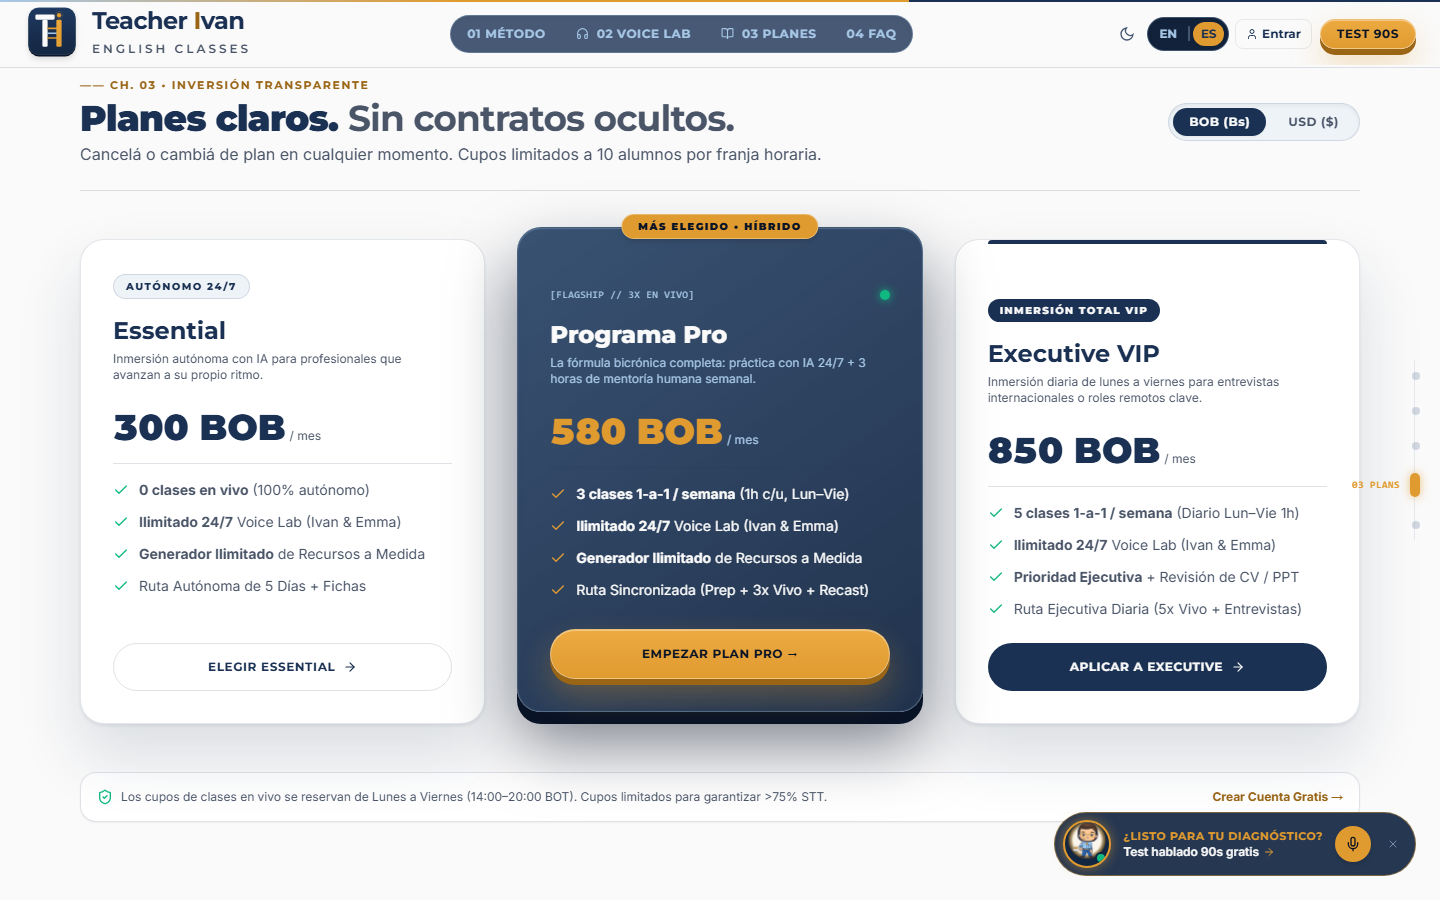 Ti
Teacher Ivan
ENGLISH CLASSES
01 MÉTODO
02 VOICE LAB
03 PLANES
04 FAQ
EN
ES
Entrar
TEST 90S
—— CH. 03 • INVERSIÓN TRANSPARENTE
Planes claros. Sin contratos ocultos.
Cancelá o cambiá de plan en cualquier momento. Cupos limitados a 10 alumnos por franja horaria.
BOB (Bs)
USD ($)
AUTÓNOMO 24/7
Essential
Inmersión autónoma con IA para profesionales que
avanzan a su propio ritmo.
300 BOB / mes
0 clases en vivo (100% autónomo)
Ilimitado 24/7 Voice Lab (Ivan & Emma)
Generador Ilimitado de Recursos a Medida
Ruta Autónoma de 5 Días + Fichas
ELEGIR ESSENTIAL →
MÁS ELEGIDO • HÍBRIDO
[FLAGSHIP // 3X EN VIVO]
Programa Pro
La fórmula bicrónica completa: práctica con IA 24/7 + 3
horas de mentoría humana semanal.
580 BOB / mes
3 clases 1-a-1 / semana (1h c/u, Lun–Vie)
Ilimitado 24/7 Voice Lab (Ivan & Emma)
Generador Ilimitado de Recursos a Medida
Ruta Sincronizada (Prep + 3x Vivo + Recast)
EMPEZAR PLAN PRO →
INMERSIÓN TOTAL VIP
Executive VIP
Inmersión diaria de lunes a viernes para entrevistas
internacionales o roles remotos clave.
850 BOB / mes
5 clases 1-a-1 / semana (Diario Lun–Vie 1h)
Ilimitado 24/7 Voice Lab (Ivan & Emma)
Prioridad Ejecutiva + Revisión de CV / PPT
Ruta Ejecutiva Diaria (5x Vivo + Entrevistas)
APLICAR A EXECUTIVE →
03 PLANS
Los cupos de clases en vivo se reservan de Lunes a Viernes (14:00–20:00 BOT). Cupos limitados para garantizar >75% STT.
Crear Cuenta Gratis →
¿LISTO PARA TU DIAGNÓSTICO?
Test hablado 90s gratis →